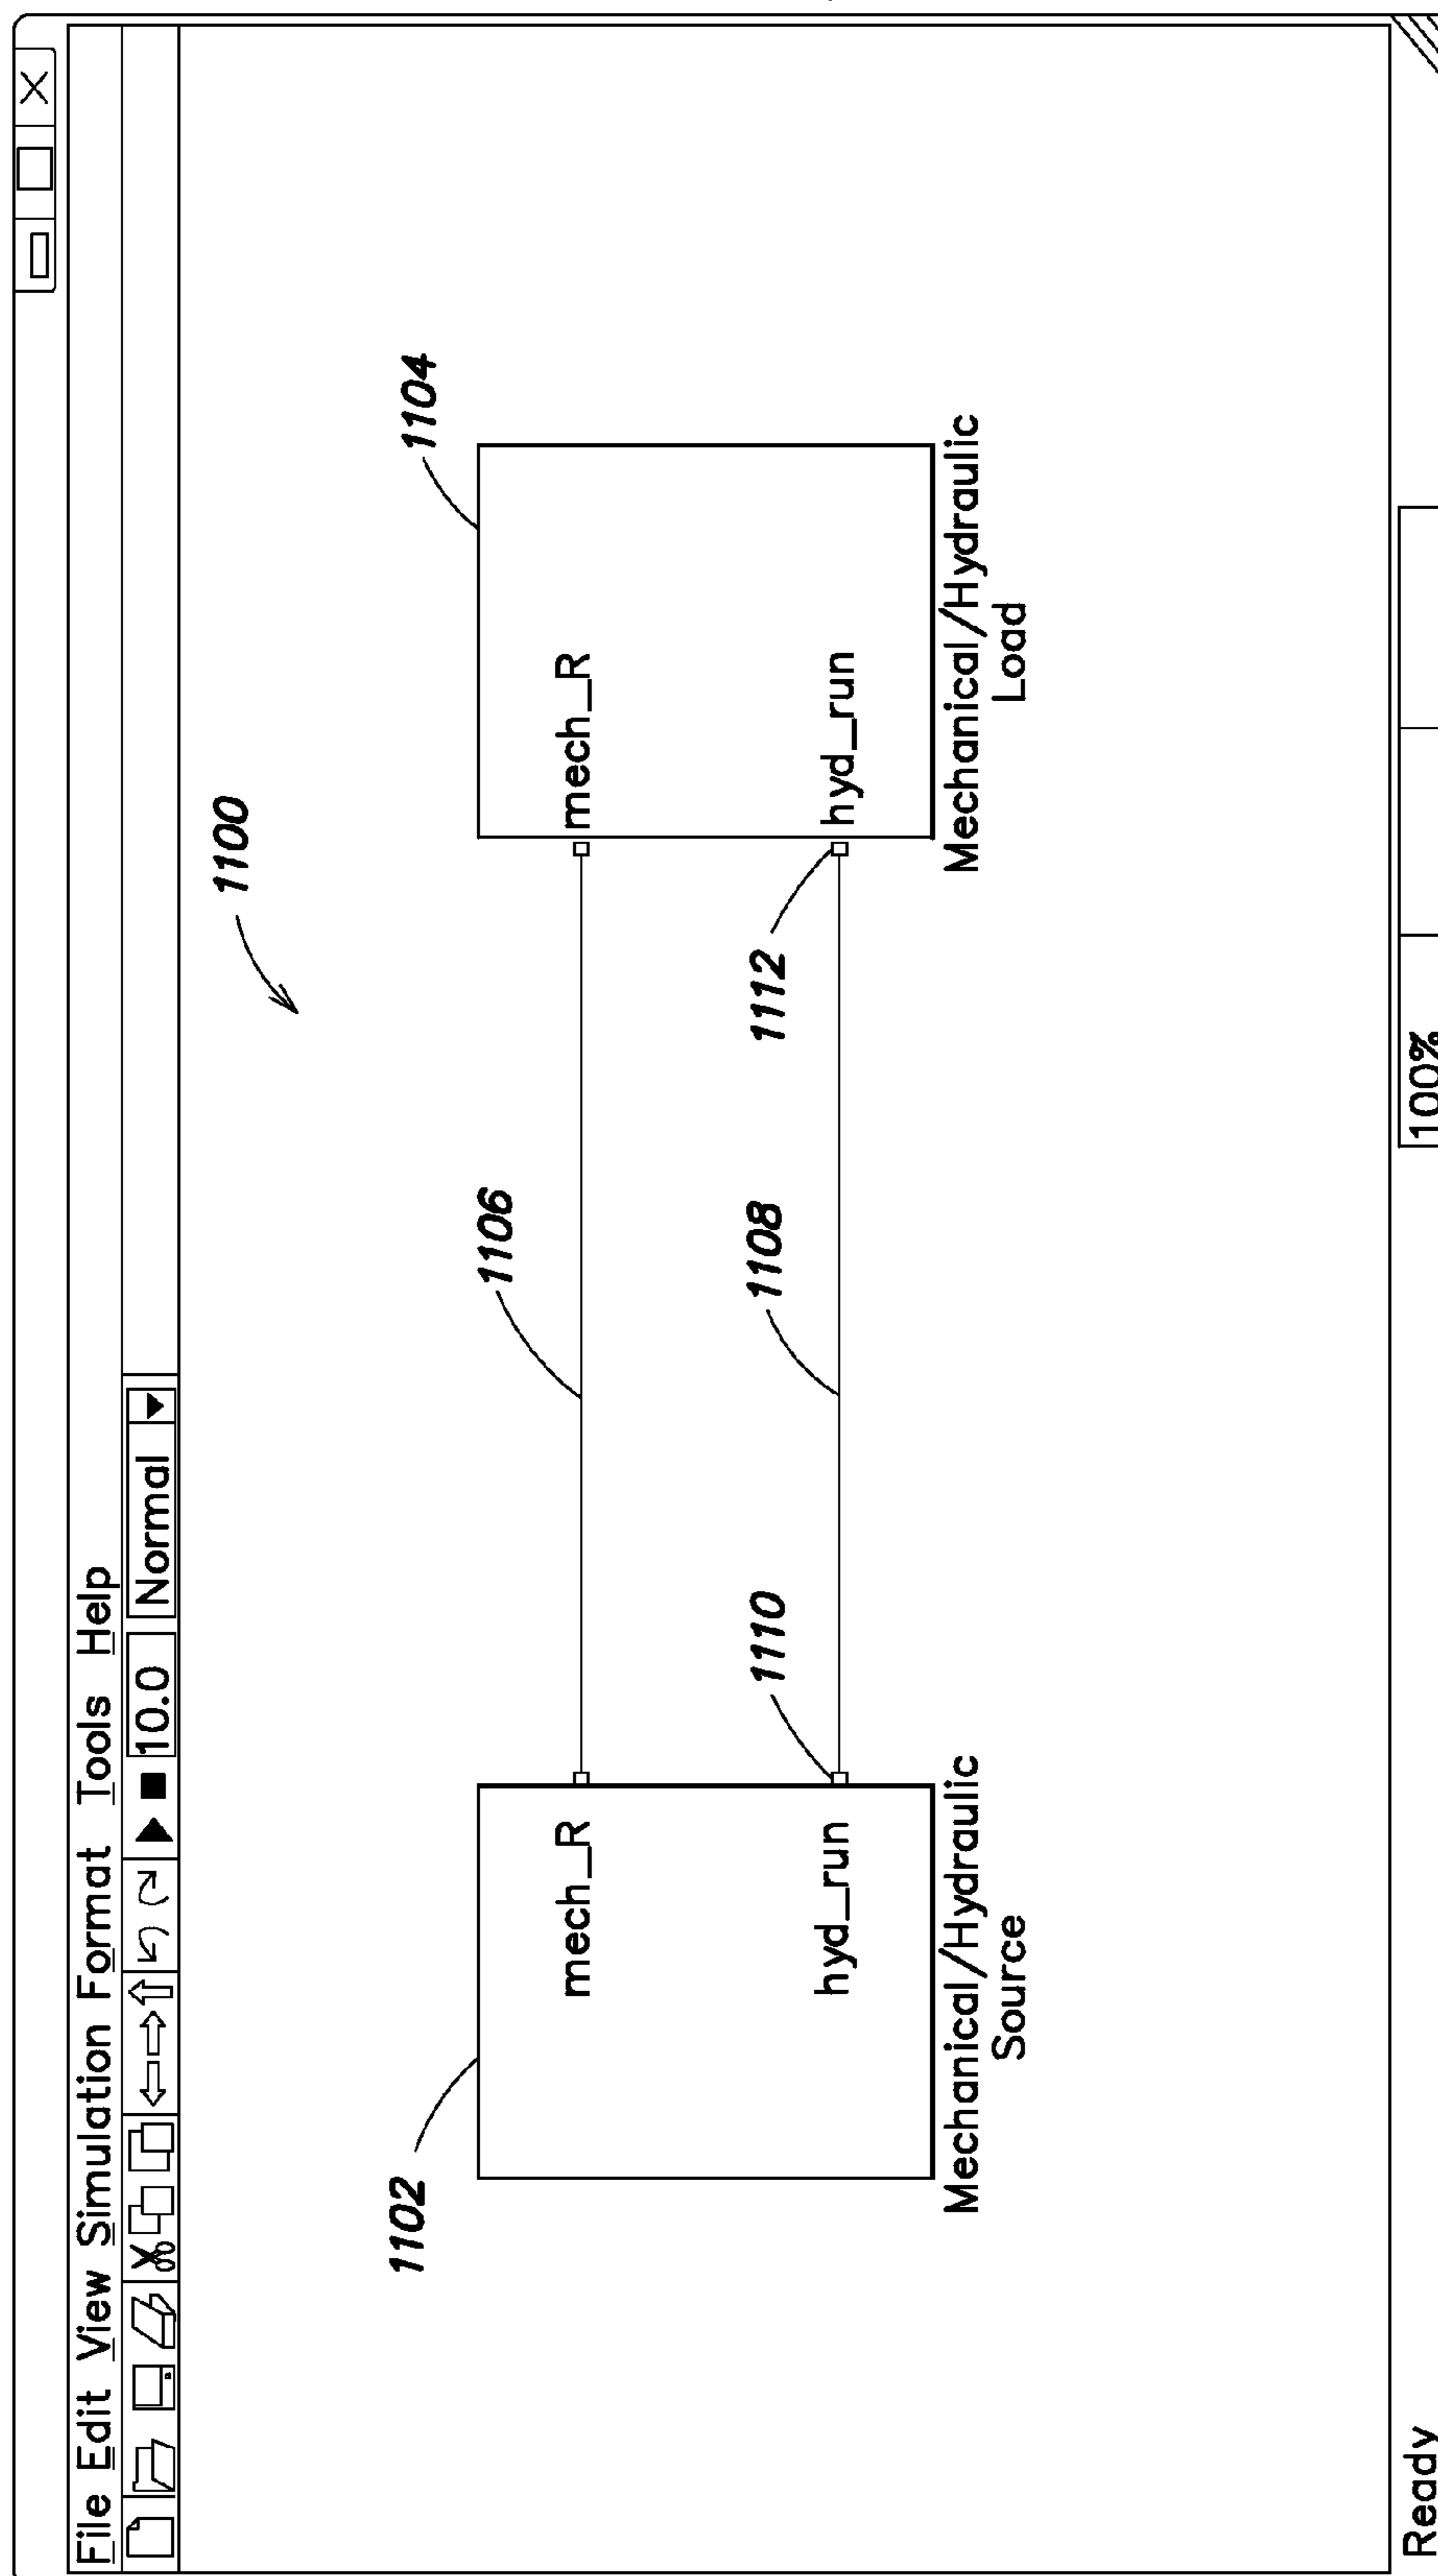 File Edit View Simulation Format Tools Help
10.0 Normal
1100
1102
1104
1106
mech_R
mech_R
1110
1108
1112
hyd_run
hyd_run
Mechanical/Hydraulic
Source
Mechanical/Hydraulic
Load
Ready
100%